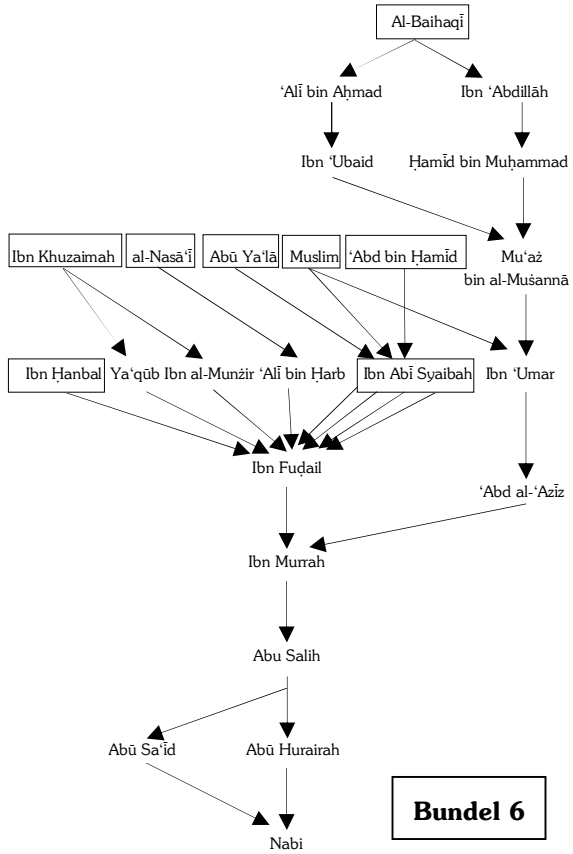 Al-Baihaqī
‘Alī bin Aḥmad Ibn ‘Abdillāh
Ibn ‘Ubaid Ḥamīd bin Muḥammad
Ibn Khuzaimah al-Nasā‘ī Abū Ya‘lā Muslim ‘Abd bin Ḥamīd Mu‘aż
bin al-Muṡannā
Ibn Ḥanbal Ya‘qūb Ibn al-Munżir ‘Alī bin Ḥarb Ibn Abī Syaibah Ibn ‘Umar
Ibn Fuḍail
‘Abd al-‘Azīz
Ibn Murrah
Abu Salih
Abū Sa‘īd Abū Hurairah
Bundel 6
Nabi